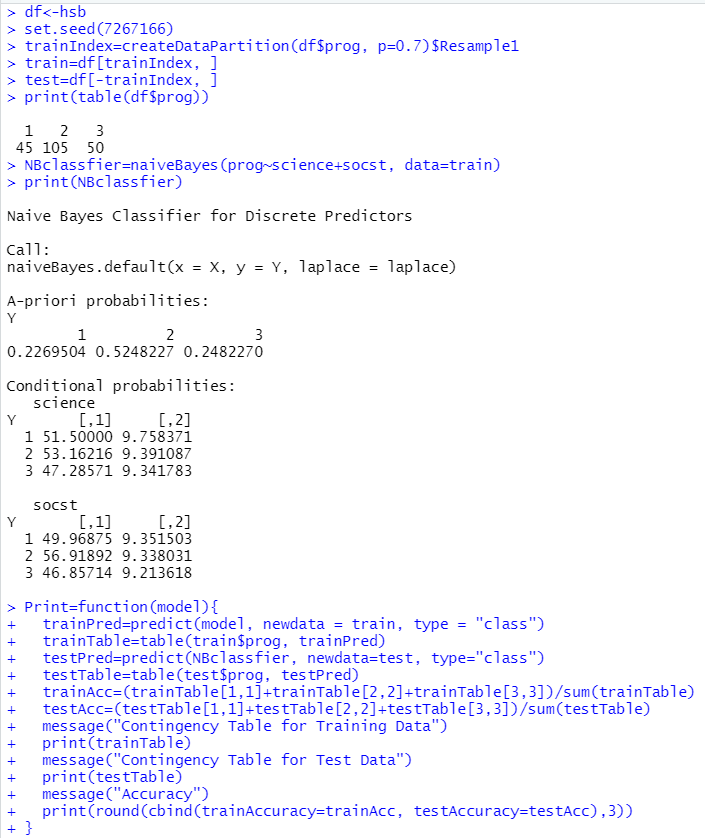 > df<-hsb
> set.seed(7267166)
> trainIndex=createDataPartition(df$prog, p=0.7)$Resample1
> train=df[trainIndex, ]
> test=df[-trainIndex, ]
> print(table(df$prog))

  1   2   3
 45 105  50
> NBclassfier=naiveBayes(prog~science+socst, data=train)
> print(NBclassfier)

Naive Bayes Classifier for Discrete Predictors

Call:
naiveBayes.default(x = X, y = Y, laplace = laplace)

A-priori probabilities:
Y
        1         2         3
0.2269504 0.5248227 0.2482270

Conditional probabilities:
   science
Y       [,1]     [,2]
  1 51.50000 9.758371
  2 53.16216 9.391087
  3 47.28571 9.341783

   socst
Y       [,1]     [,2]
  1 49.96875 9.351503
  2 56.91892 9.338031
  3 46.85714 9.213618

> Print=function(model){
+   trainPred=predict(model, newdata = train, type = "class")
+   trainTable=table(train$prog, trainPred)
+   testPred=predict(NBclassfier, newdata=test, type="class")
+   testTable=table(test$prog, testPred)
+   trainAcc=(trainTable[1,1]+trainTable[2,2]+trainTable[3,3])/sum(trainTable)
+   testAcc=(testTable[1,1]+testTable[2,2]+testTable[3,3])/sum(testTable)
+   message("Contingency Table for Training Data")
+   print(trainTable)
+   message("Contingency Table for Test Data")
+   print(testTable)
+   message("Accuracy")
+   print(round(cbind(trainAccuracy=trainAcc, testAccuracy=testAcc),3))
+ }